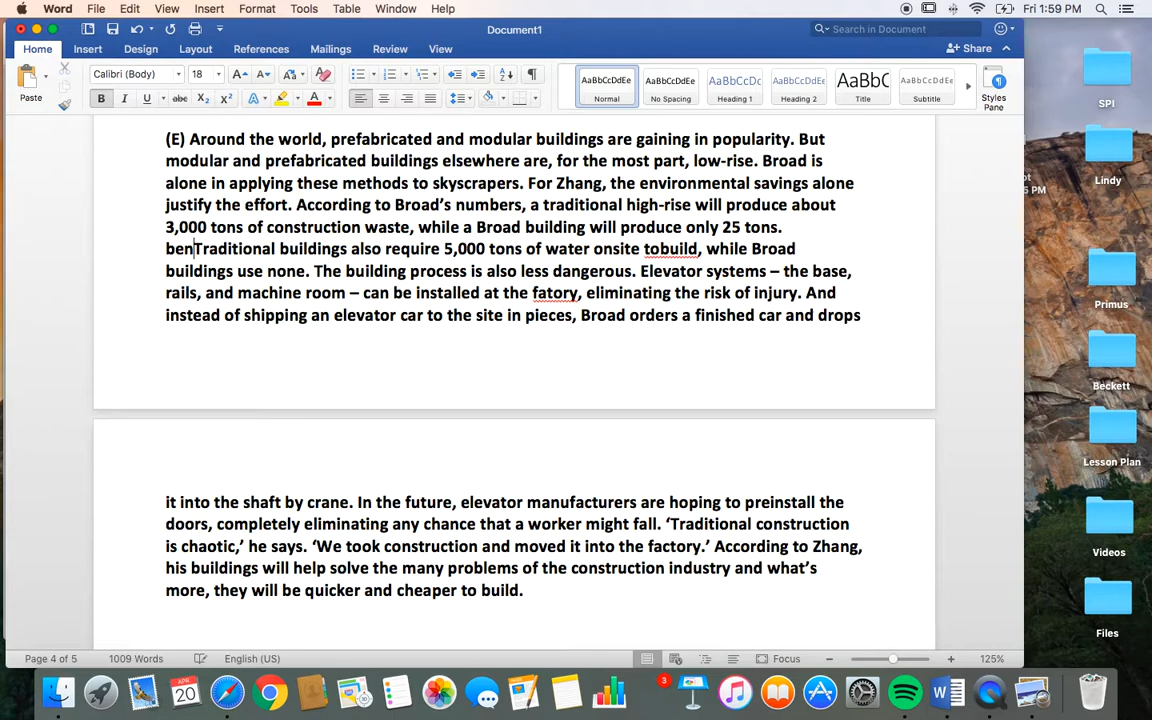 Word File Edit View Insert Format Tools Table Window Help Fri 1:59 PM
Document1 Search in Document
Home Insert Design Layout References Mailings Review View Share
Paste Calibri (Body) 18 AaBbCcDdEe AaBbCcDdEe AaBbCcDc AaBbCcDdEe AaBbC AaBbCcDdEe
B I U abc X₂ X² A A Normal No Spacing Heading 1 Heading 2 Title Subtitle Styles Pane
(E) Around the world, prefabricated and modular buildings are gaining in popularity. But
modular and prefabricated buildings elsewhere are, for the most part, low-rise. Broad is
alone in applying these methods to skyscrapers. For Zhang, the environmental savings alone
justify the effort. According to Broad’s numbers, a traditional high-rise will produce about
3,000 tons of construction waste, while a Broad building will produce only 25 tons.
benTraditional buildings also require 5,000 tons of water onsite tobuild, while Broad
buildings use none. The building process is also less dangerous. Elevator systems – the base,
rails, and machine room – can be installed at the fatory, eliminating the risk of injury. And
instead of shipping an elevator car to the site in pieces, Broad orders a finished car and drops
it into the shaft by crane. In the future, elevator manufacturers are hoping to preinstall the
doors, completely eliminating any chance that a worker might fall. ‘Traditional construction
is chaotic,’ he says. ‘We took construction and moved it into the factory.’ According to Zhang,
his buildings will help solve the many problems of the construction industry and what’s
more, they will be quicker and cheaper to build.
Page 4 of 5 1009 Words English (US) Focus 125%
SPI
5 PM
Lindy
Primus
Beckett
Lesson Plan
Videos
Files
APR
20
3